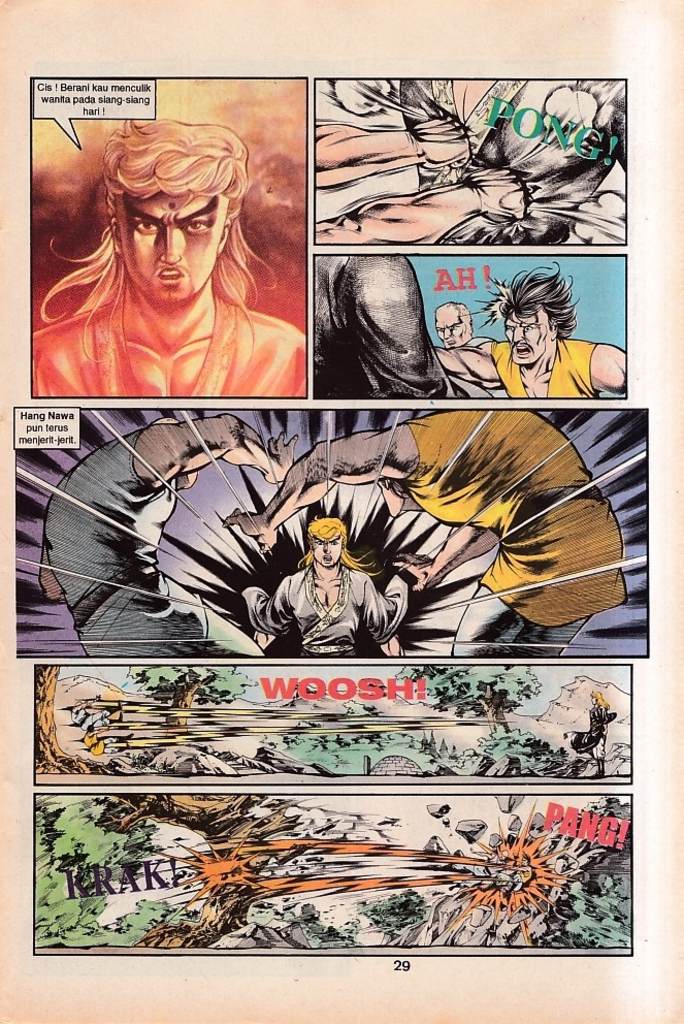 Cis ! Berani kau menculik
wanita pada siang-siang
hari !
PONG!
AH !
Hang Nawa
pun terus
menjerit-jerit.
WOOSH!
KRAK!
PANG!
29